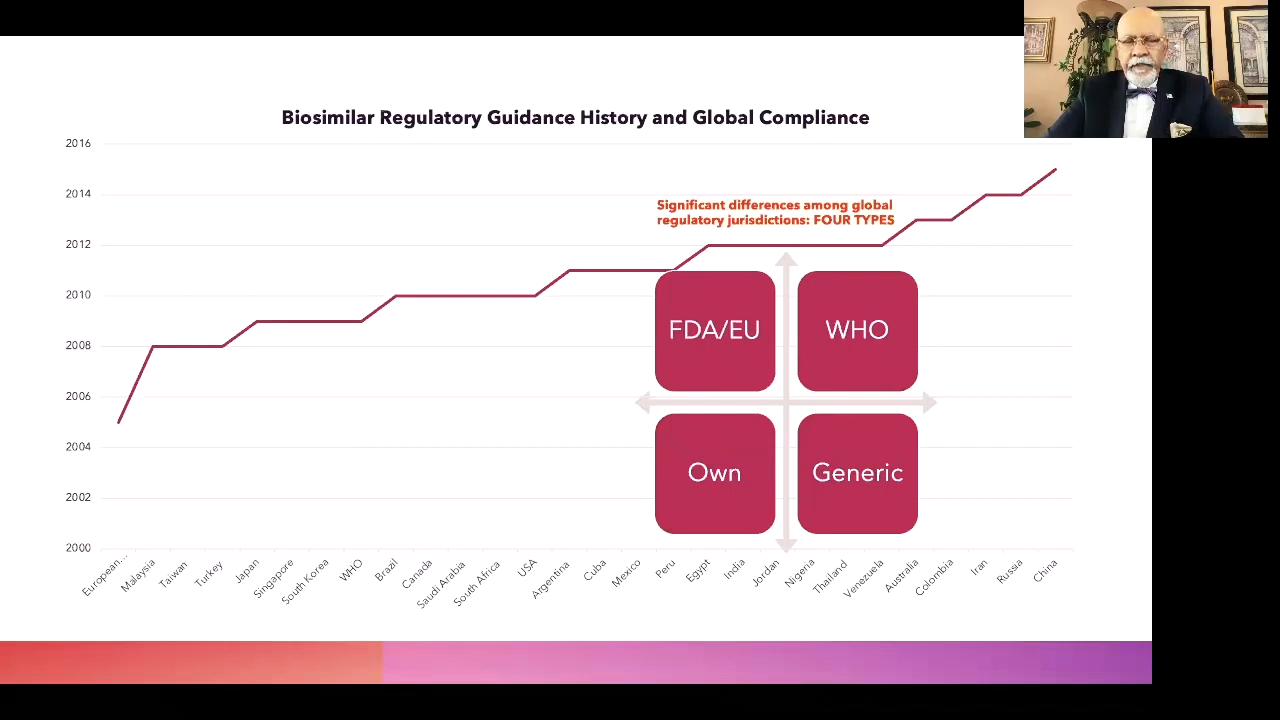 Biosimilar Regulatory Guidance History and Global Compliance
2016
2014
2012
2010
2008
2006
2004
2002
2000
Significant differences among global
regulatory jurisdictions: FOUR TYPES
FDA/EU
WHO
Own
Generic
European...
Malaysia
Taiwan
Turkey
Japan
Singapore
South Korea
WHO
Brazil
Canada
Saudi Arabia
South Africa
USA
Argentina
Cuba
Mexico
Peru
Egypt
India
Jordan
Nigeria
Thailand
Venezuela
Australia
Colombia
Iran
Russia
China